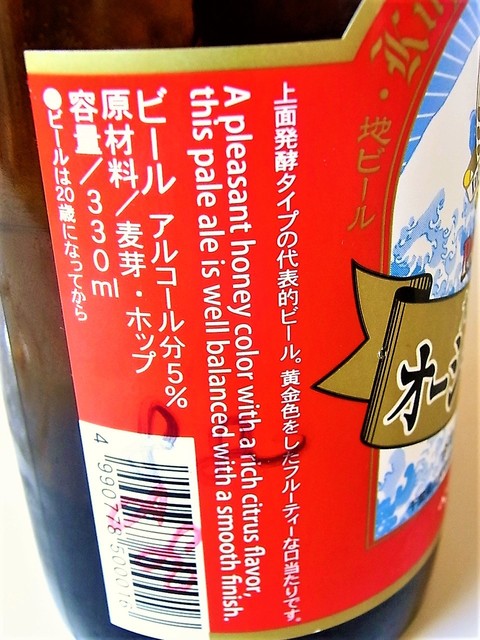 地ビール
オー
上面発酵タイプの代表的ビール。黄金色をしたフルーティーな口当たりです。
A pleasant honey color with a rich citrus flavor,
this pale ale is well balanced with a smooth finish.
ビール アルコール分5%
原材料/麦芽・ホップ
容量/330ml
●ビールは20歳になってから